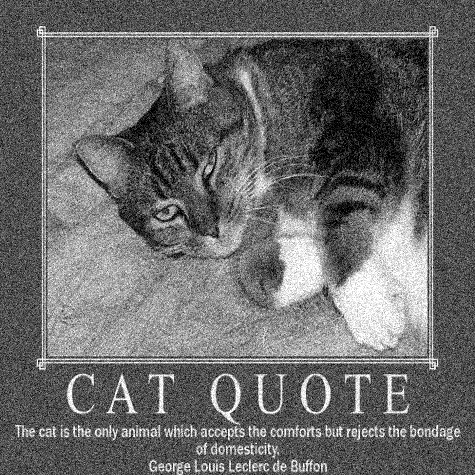 CAT QUOTE
The cat is the only animal which accepts the comforts but rejects the bondage
of domesticity.
George Louis Leclerc de Buffon